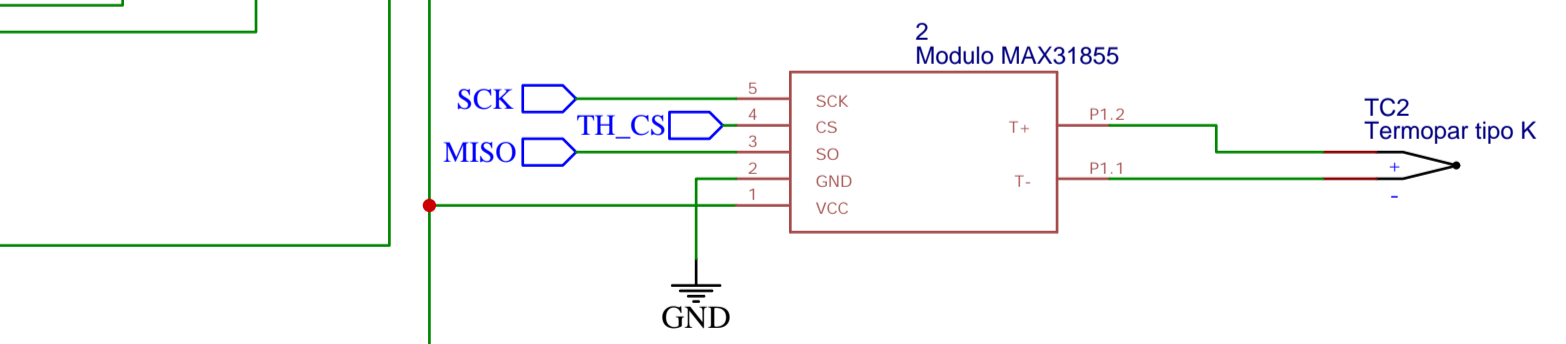 2
Modulo MAX31855
SCK
5
SCK
TH_CS
4
CS
MISO
3
SO
2
GND
1
VCC
T+
P1.2
T-
P1.1
TC2
Termopar tipo K
+
-
GND